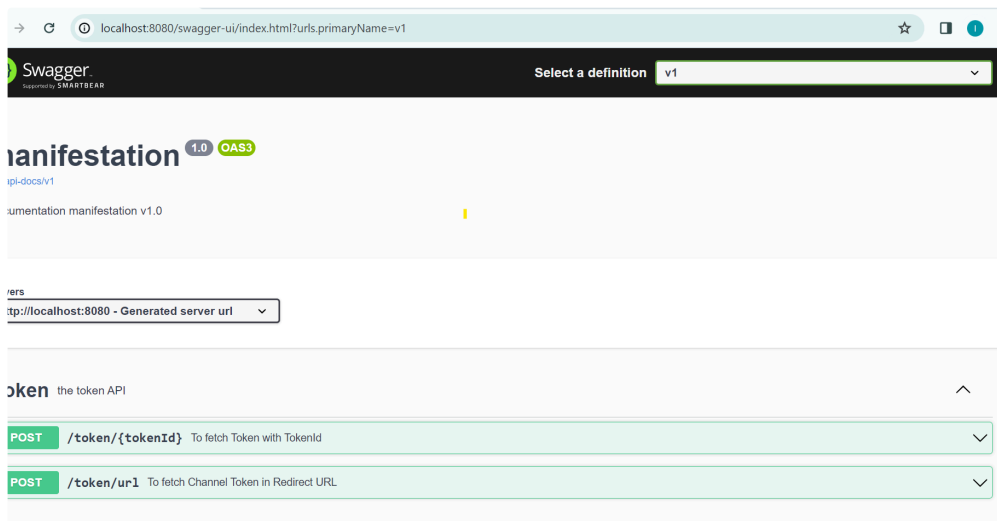 localhost:8080/swagger-ui/index.html?urls.primaryName=v1
Swagger
Supported by SMARTBEAR
Select a definition
v1
anifestation 1.0 OAS3
api-docs/v1
cumentation manifestation v1.0
vers
ttp://localhost:8080 - Generated server url
oken the token API
POST /token/{tokenId} To fetch Token with TokenId
POST /token/url To fetch Channel Token in Redirect URL